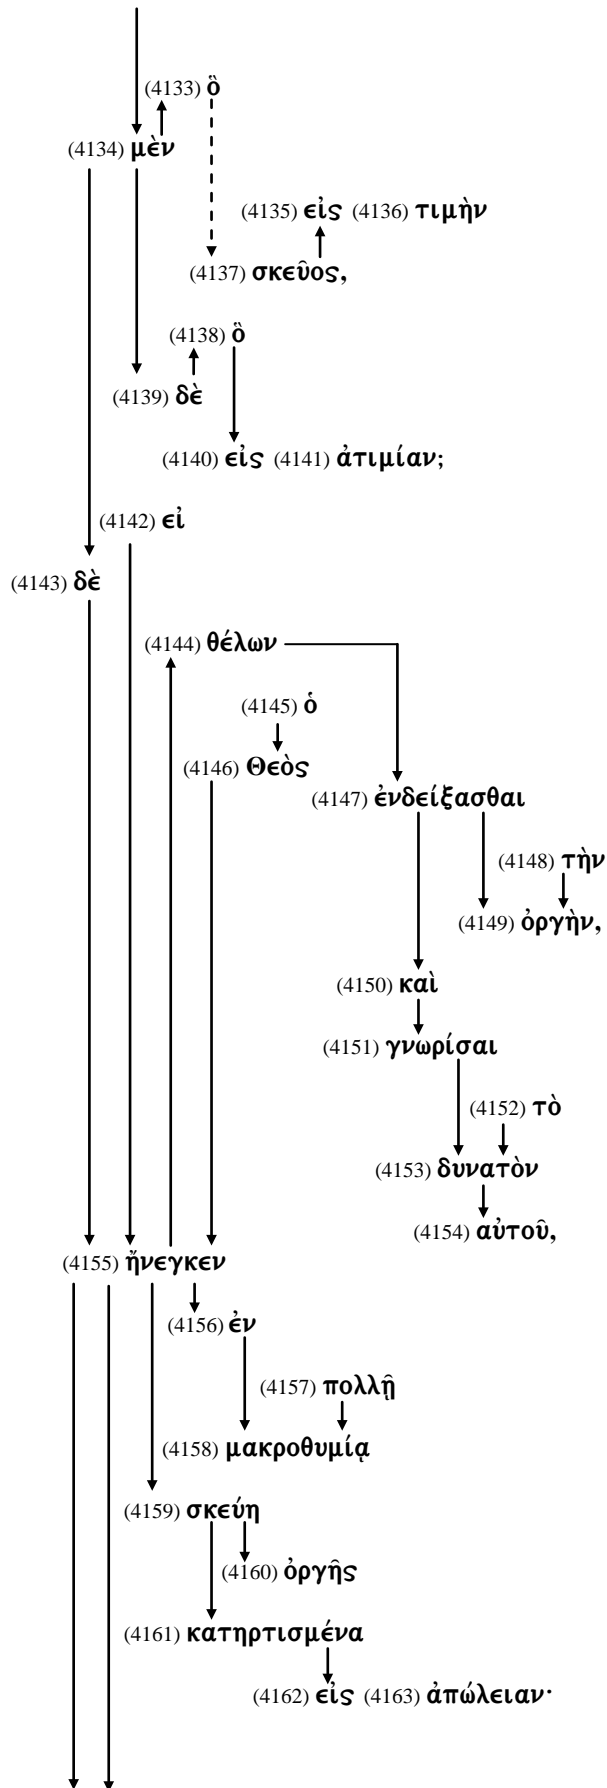 (4133) ὃ
(4134) μὲν
(4135) εἰς (4136) τιμὴν
(4137) σκεῦος,
(4138) ὃ
(4139) δὲ
(4140) εἰς (4141) ἀτιμίαν;
(4142) εἰ
(4143) δὲ
(4144) θέλων
(4145) ὁ
(4146) Θεὸς
(4147) ἐνδείξασθαι
(4148) τὴν
(4149) ὀργὴν,
(4150) καὶ
(4151) γνωρίσαι
(4152) τὸ
(4153) δυνατὸν
(4154) αὐτοῦ,
(4155) ἤνεγκεν
(4156) ἐν
(4157) πολλῇ
(4158) μακροθυμίᾳ
(4159) σκεύη
(4160) ὀργῆς
(4161) κατηρτισμένα
(4162) εἰς (4163) ἀπώλειαν·